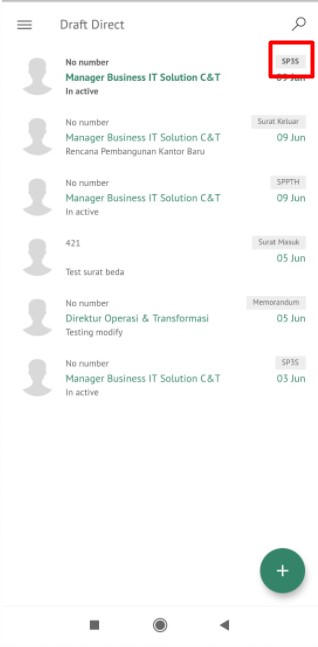 Draft Direct
No number SP3S
Manager Business IT Solution C&T 09 Jun
In active
No number Surat Keluar
Manager Business IT Solution C&T 09 Jun
Rencana Pembangunan Kantor Baru
No number SPPTH
Manager Business IT Solution C&T 09 Jun
In active
421 Surat Masuk
05 Jun
Test surat beda
No number Memorandum
Direktur Operasi & Transformasi 05 Jun
Testing modify
No number SP3S
Manager Business IT Solution C&T 03 Jun
In active
+